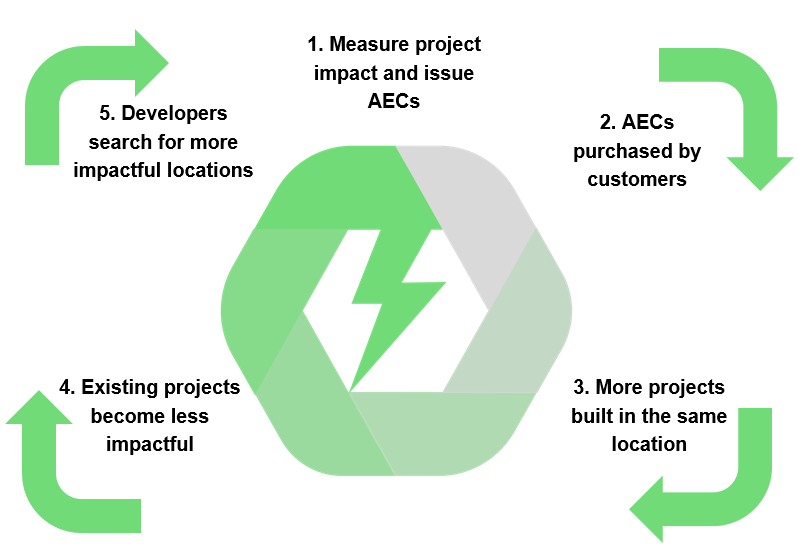 1. Measure project
impact and issue
AECs
2. AECs
purchased by
customers
3. More projects
built in the same
location
4. Existing projects
become less
impactful
5. Developers
search for more
impactful locations